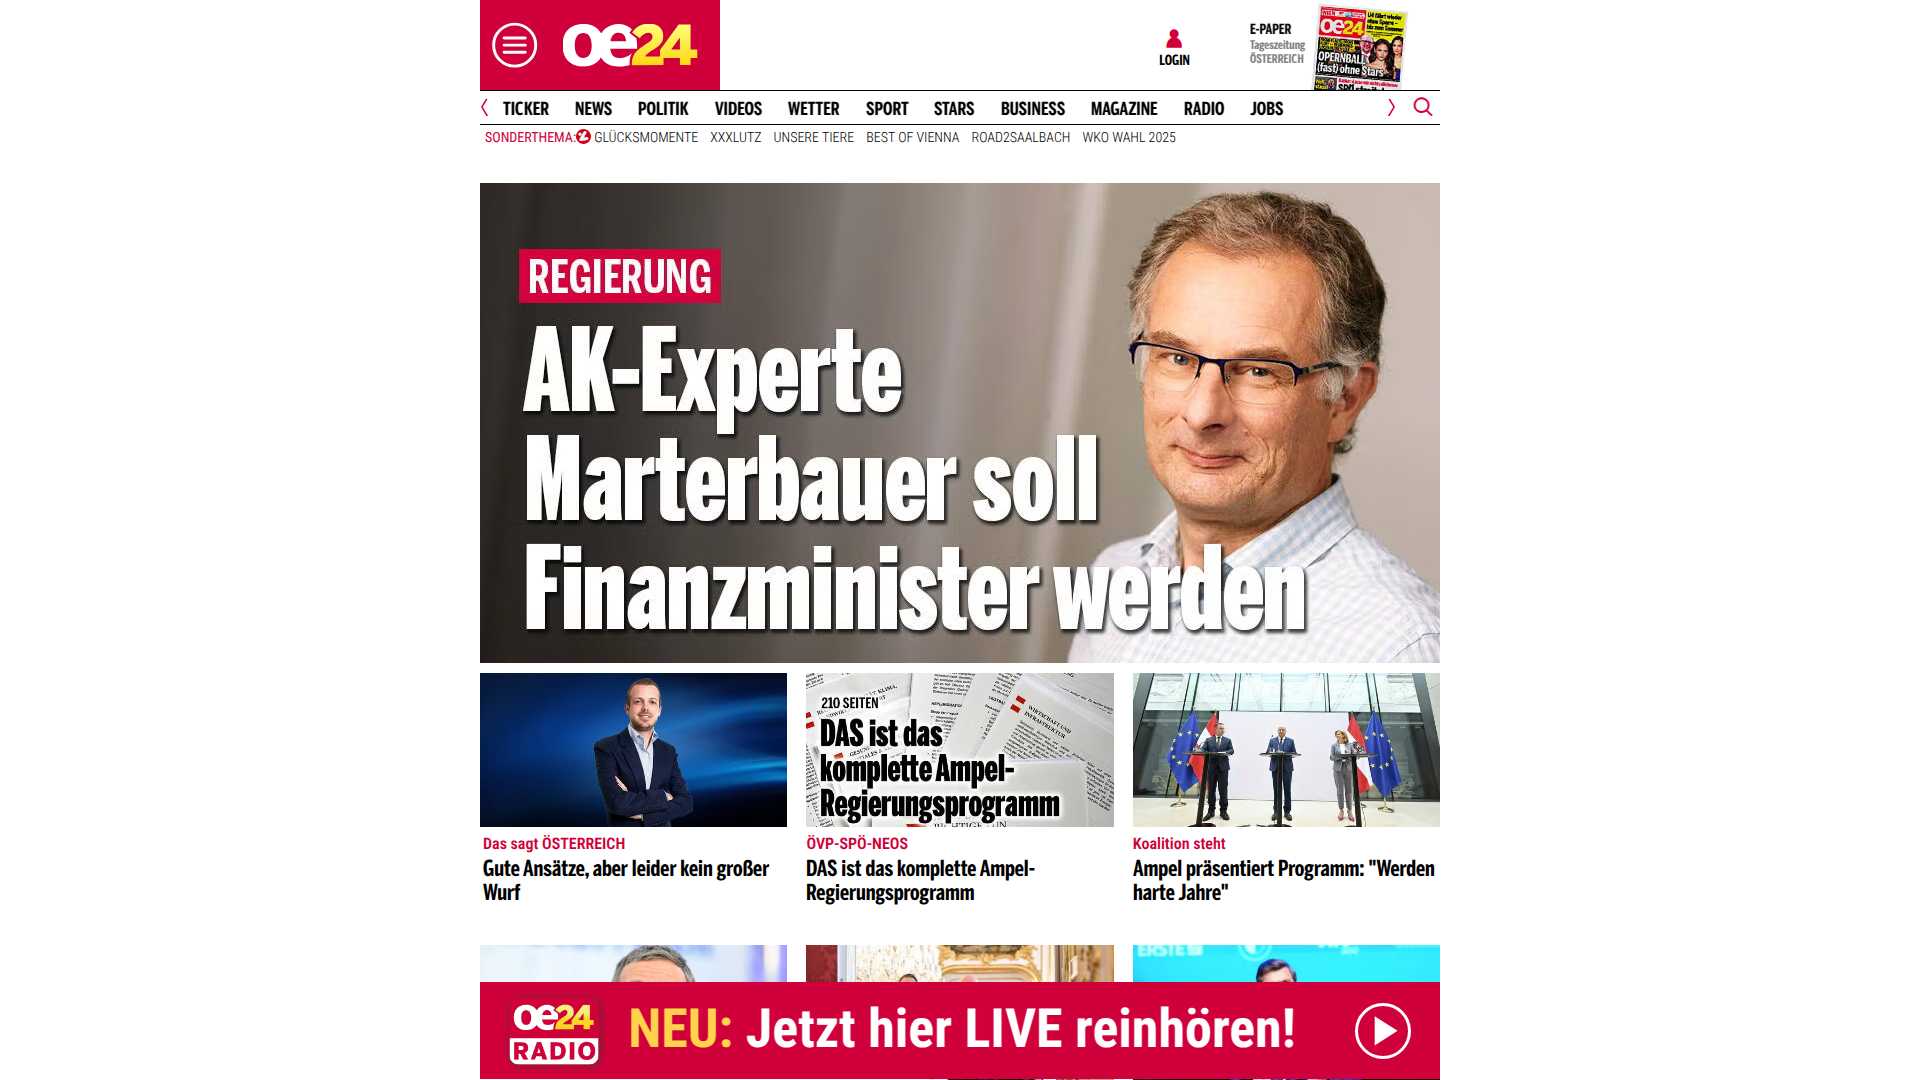 oe24
LOGIN
E-PAPER
Tageszeitung
ÖSTERREICH
oe24
OPERNBALL
(fast) ohne Stars
TICKER NEWS POLITIK VIDEOS WETTER SPORT STARS BUSINESS MAGAZINE RADIO JOBS
SONDERTHEMA: GLÜCKSMOMENTE XXXLUTZ UNSERE TIERE BEST OF VIENNA ROAD2SAALBACH WKO WAHL 2025
REGIERUNG
AK-Experte
Marterbauer soll
Finanzminister werden
210 SEITEN
DAS ist das
komplette Ampel-
Regierungsprogramm
WIRTSCHAFT UND
INFRASTRUKTUR
Das sagt ÖSTERREICH
Gute Ansätze, aber leider kein großer
Wurf
ÖVP-SPÖ-NEOS
DAS ist das komplette Ampel-
Regierungsprogramm
Koalition steht
Ampel präsentiert Programm: "Werden
harte Jahre"
ERSTE
oe24
RADIO
NEU: Jetzt hier LIVE reinhören!